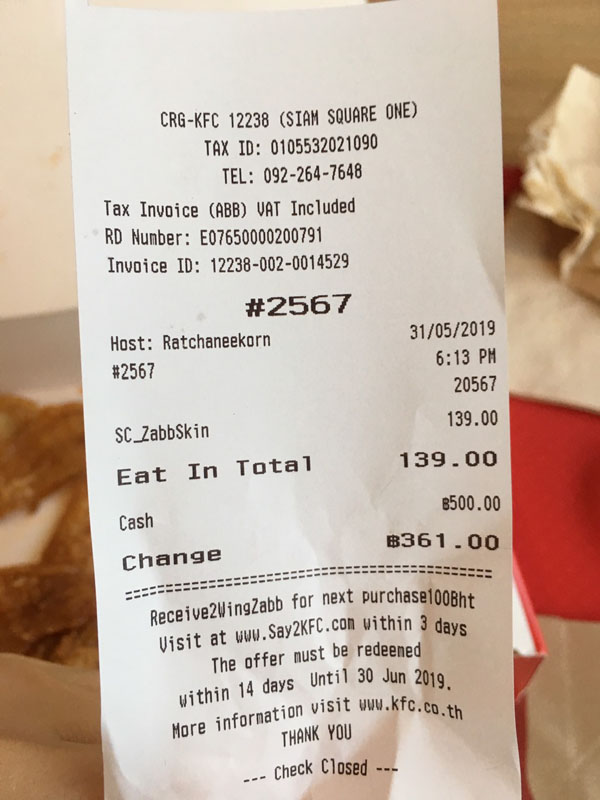 CRG-KFC 12238 (SIAM SQUARE ONE)
TAX ID: 0105532021090
TEL: 092-264-7648
Tax Invoice (ABB) VAT Included
RD Number: E07650000200791
Invoice ID: 12238-002-0014529
#2567
Host: Ratchaneekorn 31/05/2019
#2567 6:13 PM
20567
SC_ZabbSkin 139.00
Eat In Total 139.00
Cash ฿500.00
Change ฿361.00
=============================================
Receive2WingZabb for next purchase100Bht
Visit at www.Say2KFC.com within 3 days
The offer must be redeemed
within 14 days Until 30 Jun 2019.
More information visit www.kfc.co.th
THANK YOU
--- Check Closed ---